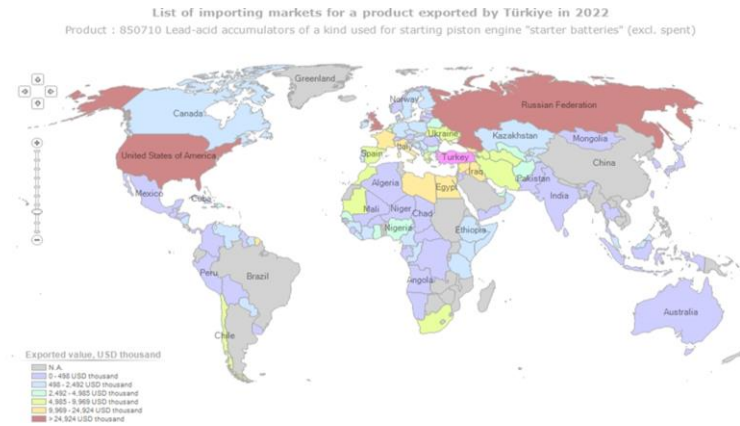 List of importing markets for a product exported by Türkiye in 2022
Product : 850710 Lead-acid accumulators of a kind used for starting piston engine "starter batteries" (excl. spent)
Greenland
Norway
Russian Federation
Canada
Ukraine
Kazakhstan
Mongolia
United States of America
Spain
Italy
Turkey
China
Iraq
Mexico
Cuba
Algeria
Egypt
Pakistan
India
Mali
Niger
Chad
Nigeria
Ethiopia
Peru
Brazil
Angola
Australia
Chile
Exported value, USD thousand
N.A.
0 - 498 USD thousand
498 - 2,492 USD thousand
2,492 - 4,985 USD thousand
4,985 - 9,969 USD thousand
9,969 - 24,924 USD thousand
> 24,924 USD thousand